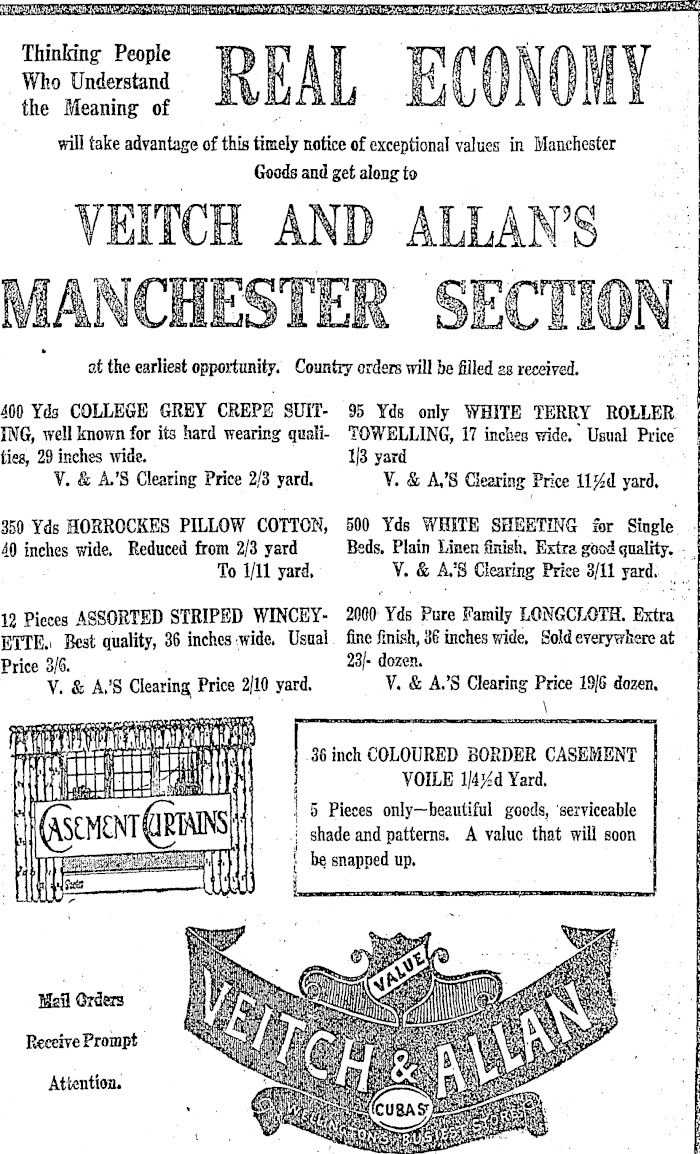 Thinking People
Who Understand
the Meaning of
REAL ECONOMY
will take advantage of this timely notice of exceptional values in Manchester
Goods and get along to
VEITCH AND ALLAN'S
MANCHESTER SECTION
at the earliest opportunity. Country orders will be filled as received.
400 Yds COLLEGE GREY CREPE SUIT-
ING, well known for its hard wearing quali-
ties, 29 inches wide.
V. & A.'S Clearing Price 2/3 yard.
350 Yds HORROCKES PILLOW COTTON,
40 inches wide. Reduced from 2/3 yard
To 1/11 yard.
12 Pieces ASSORTED STRIPED WINCEY-
ETTE. Best quality, 36 inches wide. Usual
Price 3/6.
V. & A.'S Clearing Price 2/10 yard.
95 Yds only WHITE TERRY ROLLER
TOWELLING, 17 inches wide. Usual Price
1/3 yard
V. & A.'S Clearing Price 11½d yard.
500 Yds WHITE SHEETING for Single
Beds. Plain Linen finish. Extra good quality.
V. & A.'S Clearing Price 3/11 yard.
2000 Yds Pure Family LONGCLOTH. Extra
fine finish, 36 inches wide. Sold everywhere at
23/- dozen.
V. & A.'S Clearing Price 19/6 dozen.
CASEMENT CURTAINS
36 inch COLOURED BORDER CASEMENT
VOILE 1/4½d Yard.
5 Pieces only—beautiful goods, serviceable
shade and patterns. A value that will soon
be snapped up.
Mail Orders
Receive Prompt
Attention.
VALUE
VEITCH & ALLAN
CUBA ST
WELLINGTON'S BUSIEST STORE